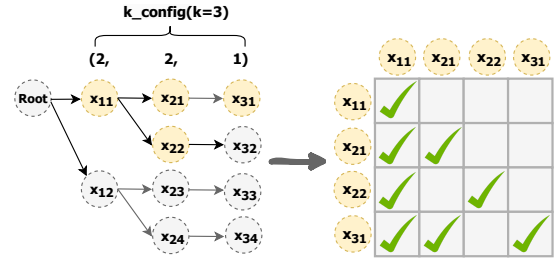 k_config(k=3)
(2, 2, 1)
Root x11 x21 x31
x22 x32
x12 x23 x33
x24 x34
x11 x21 x22 x31
x11
x21
x22
x31